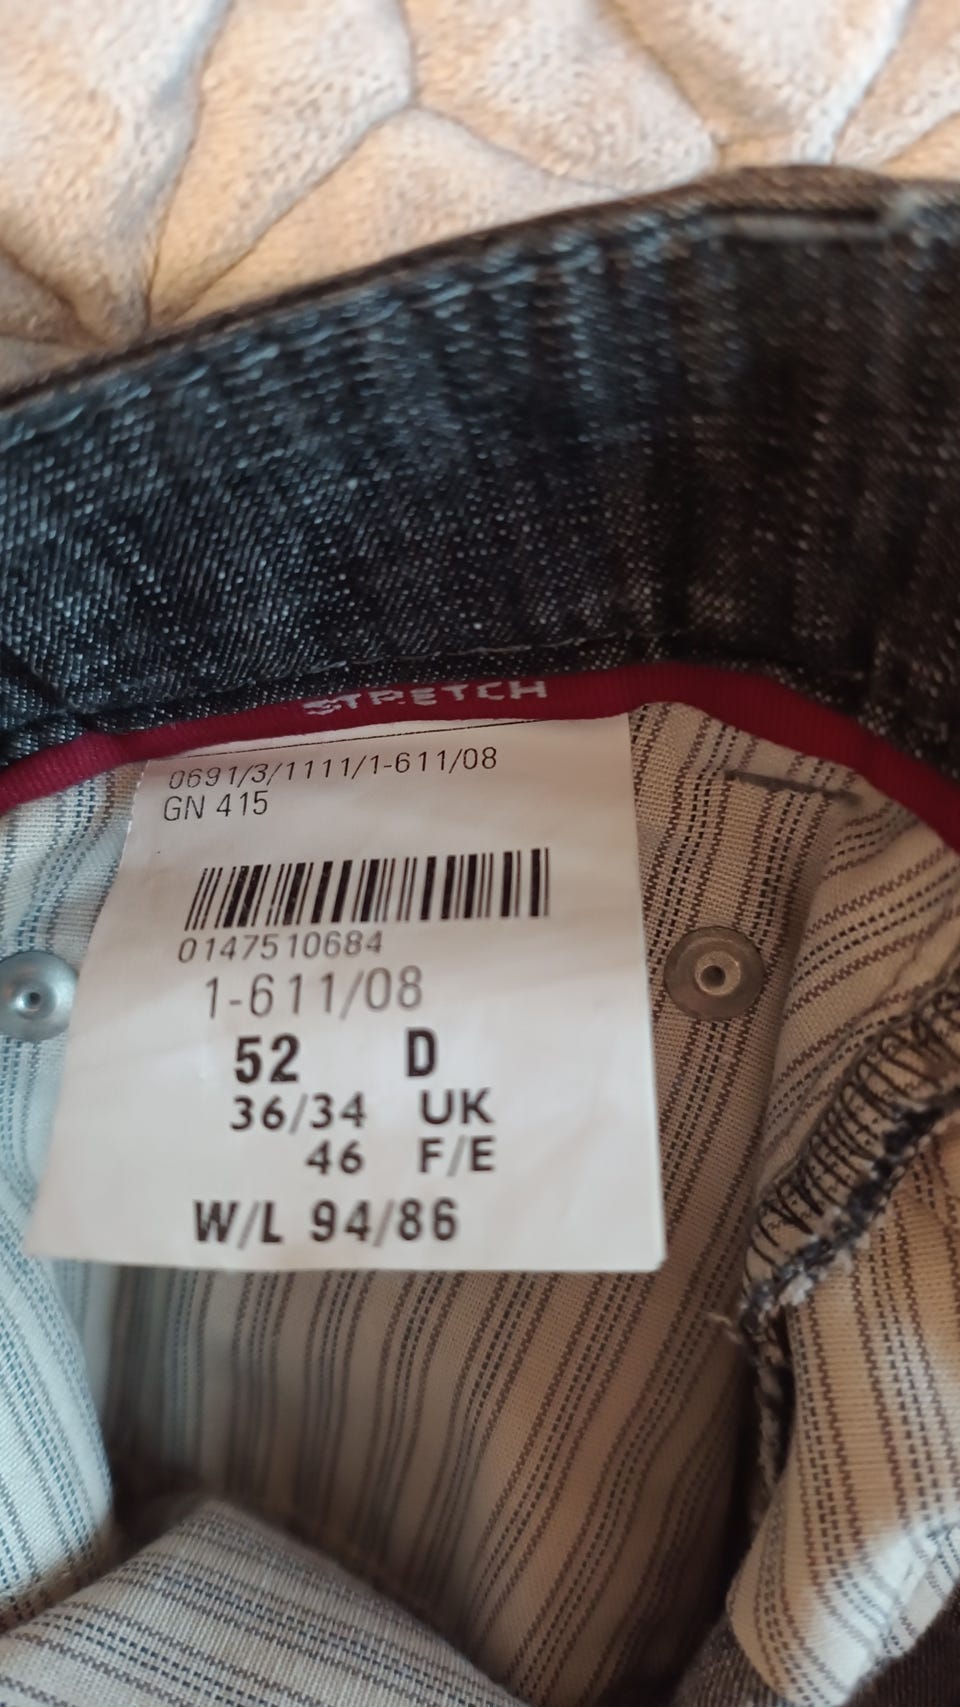 STRETCH
0691/3/1111/1-611/08
GN 415
0147510684
1-611/08
52 D
36/34 UK
46 F/E
W/L 94/86